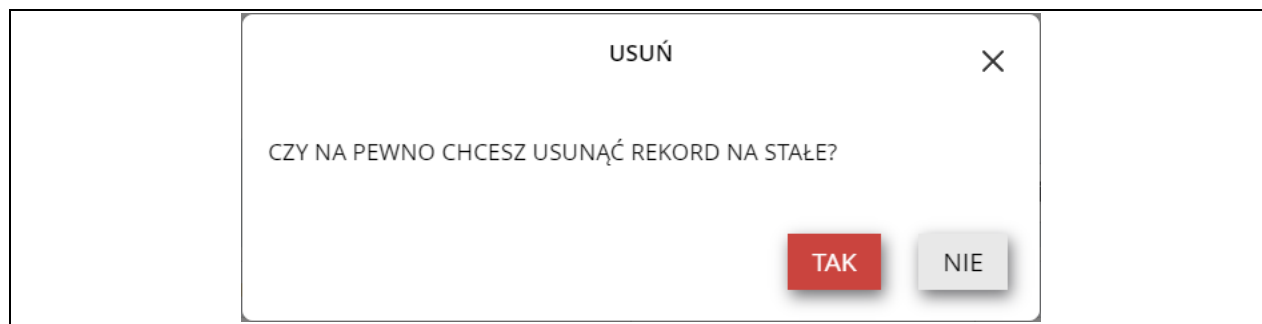 USUŃ
CZY NA PEWNO CHCESZ USUNĄĆ REKORD NA STAŁE?
TAK NIE